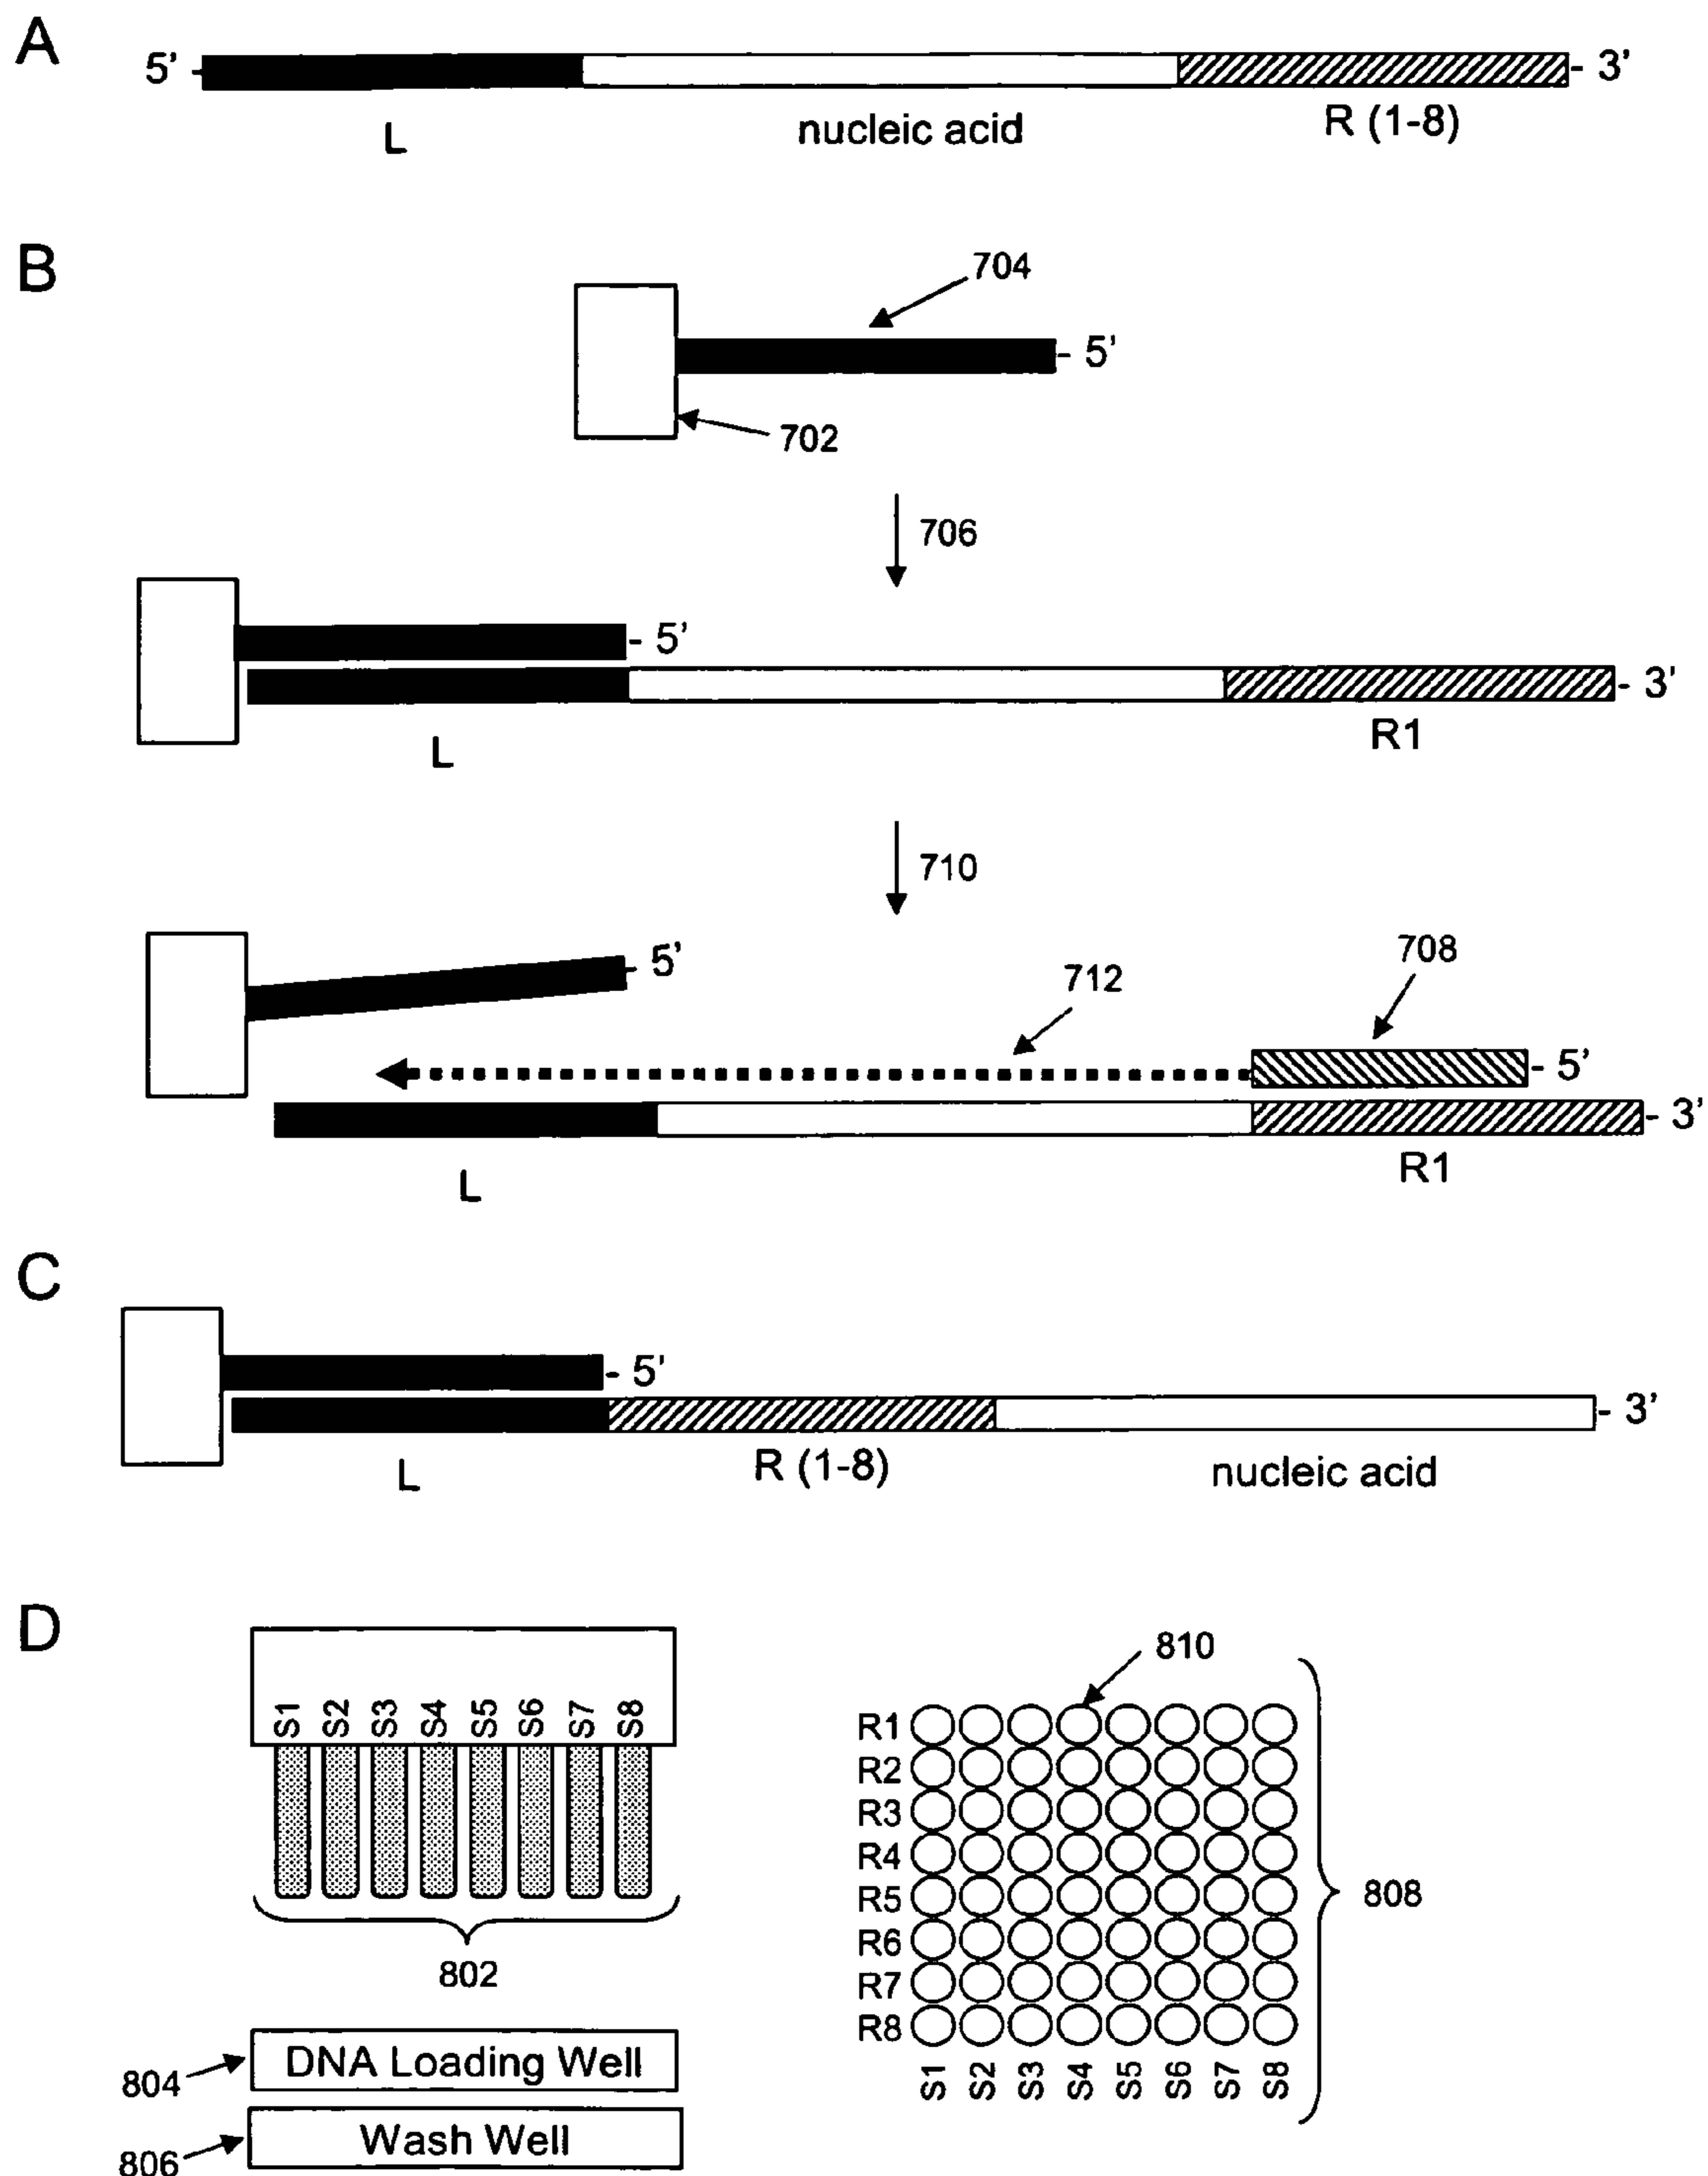 A
5' - 3'
L nucleic acid R (1-8)
B
704
- 5'
702
706
- 5'
- 3'
L R1
710
5'
708
712
- 5'
- 3'
L R1
C
- 5'
- 3'
L R (1-8) nucleic acid
D
810
S1 S2 S3 S4 S5 S6 S7 S8
R1
R2
R3
R4
R5
R6
R7
R8
S1 S2 S3 S4 S5 S6 S7 S8
808
802
804 DNA Loading Well
806 Wash Well